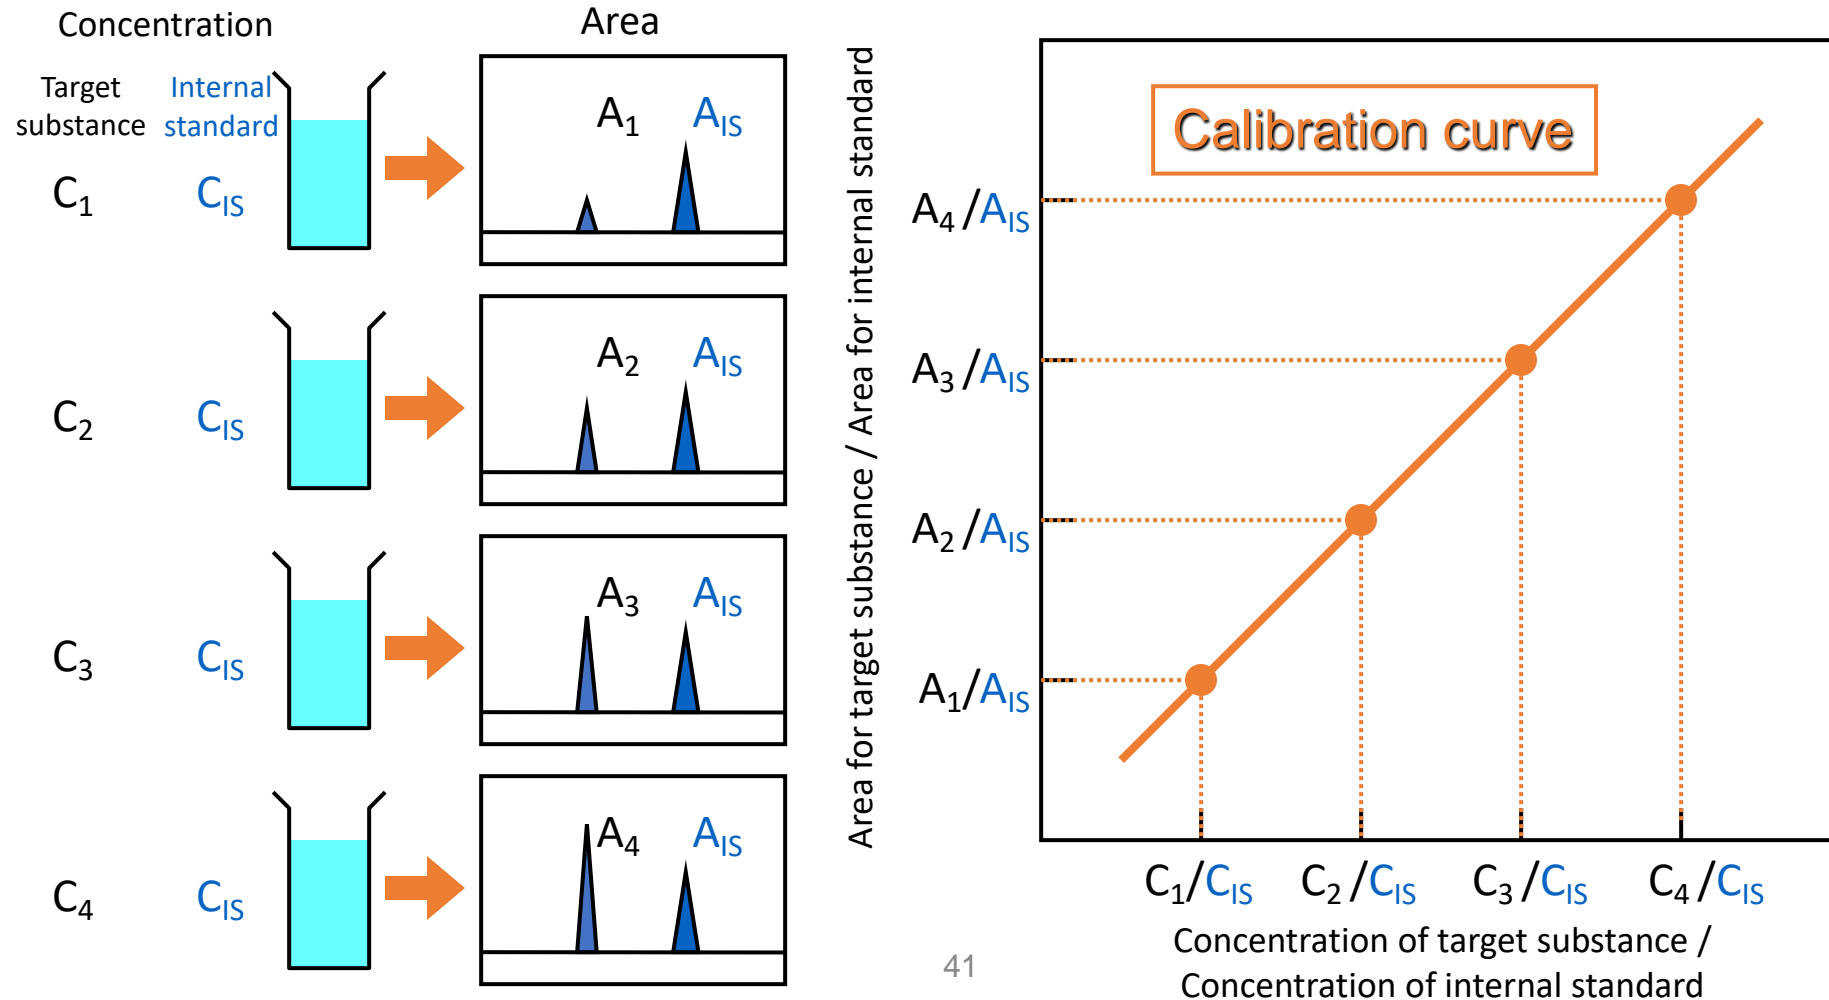 Concentration
Area
Target
substance
Internal
standard
C1
CIS
A1
AIS
C2
CIS
A2
AIS
C3
CIS
A3
AIS
C4
CIS
A4
AIS
Area for target substance / Area for internal standard
Calibration curve
A4 /AIS
A3 /AIS
A2 /AIS
A1/AIS
C1/CIS
C2 /CIS
C3 /CIS
C4 /CIS
Concentration of target substance /
Concentration of internal standard
41